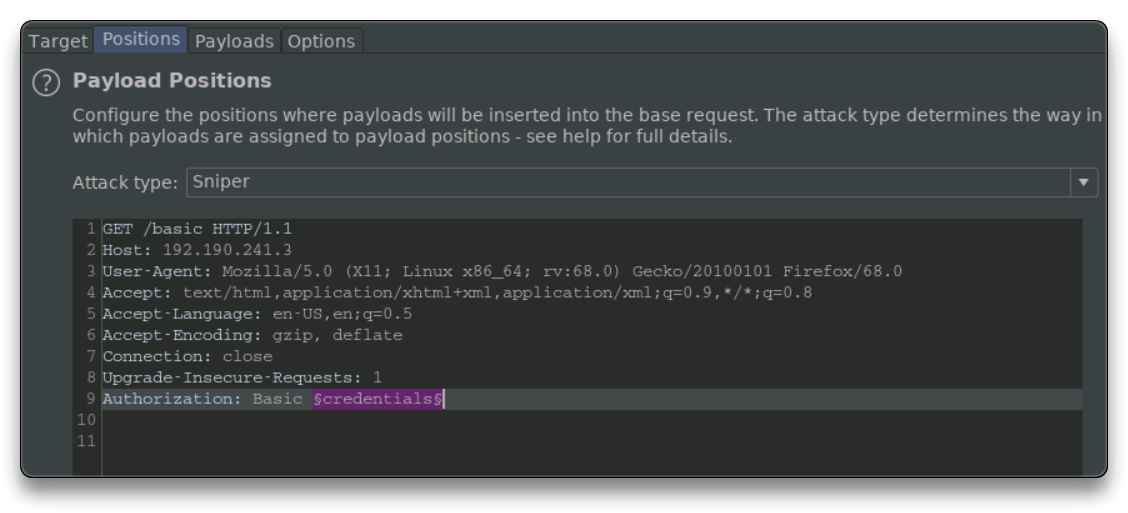 Target Positions Payloads Options
? Payload Positions
Configure the positions where payloads will be inserted into the base request. The attack type determines the way in
which payloads are assigned to payload positions - see help for full details.
Attack type: Sniper
1 GET /basic HTTP/1.1
2 Host: 192.190.241.3
3 User-Agent: Mozilla/5.0 (X11; Linux x86_64; rv:68.0) Gecko/20100101 Firefox/68.0
4 Accept: text/html,application/xhtml+xml,application/xml;q=0.9,*/*;q=0.8
5 Accept-Language: en-US,en;q=0.5
6 Accept-Encoding: gzip, deflate
7 Connection: close
8 Upgrade-Insecure-Requests: 1
9 Authorization: Basic §credentials§
10
11